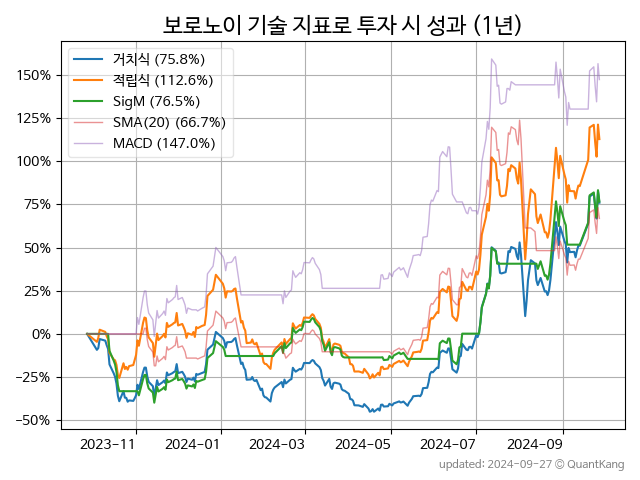 보로노이 기술 지표로 투자 시 성과 (1년)
거치식 (75.8%)
적립식 (112.6%)
SigM (76.5%)
SMA(20) (66.7%)
MACD (147.0%)
150%
125%
100%
75%
50%
25%
0%
−25%
−50%
2023-11 2024-01 2024-03 2024-05 2024-07 2024-09
updated: 2024-09-27 © QuantKang